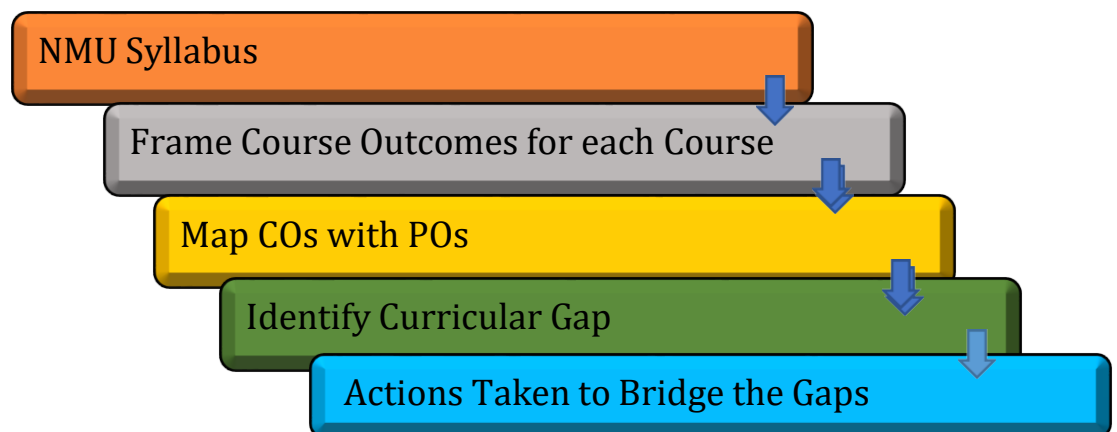 NMU Syllabus
Frame Course Outcomes for each Course
Map COs with POs
Identify Curricular Gap
Actions Taken to Bridge the Gaps